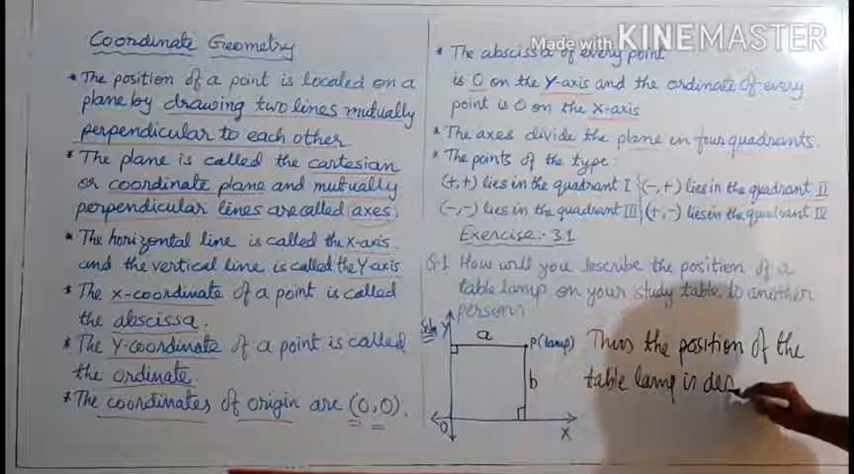 Coordinate Geometry
* The position of a point is located on a
plane by drawing two lines mutually
perpendicular to each other
* The plane is called the cartesian
or coordinate plane and mutually
perpendicular lines are called axes.
* The horizontal line is called the x-axis.
and the vertical line is called the Y-axis
* The x-coordinate of a point is called
the abscissa.
* The Y-coordinate of a point is called
the ordinate.
* The coordinates of origin are (0,0).
Made with KINEMASTER
* The abscissa of every point
is 0 on the Y-axis and the ordinate of every
point is 0 on the x-axis
* The axes divide the plane in four quadrants.
* The points of the type:
(+,+) lies in the quadrant I (-,+) lies in the quadrant II
(-,-) lies in the quadrant III (+,-) lies in the quadrant IV
Exercise:- 3.1
Q.1 How will you describe the position of a
table lamp on your study table to another
person?
Soln Y a P(lamp)
b
O X
Thus the position of the
table lamp is des